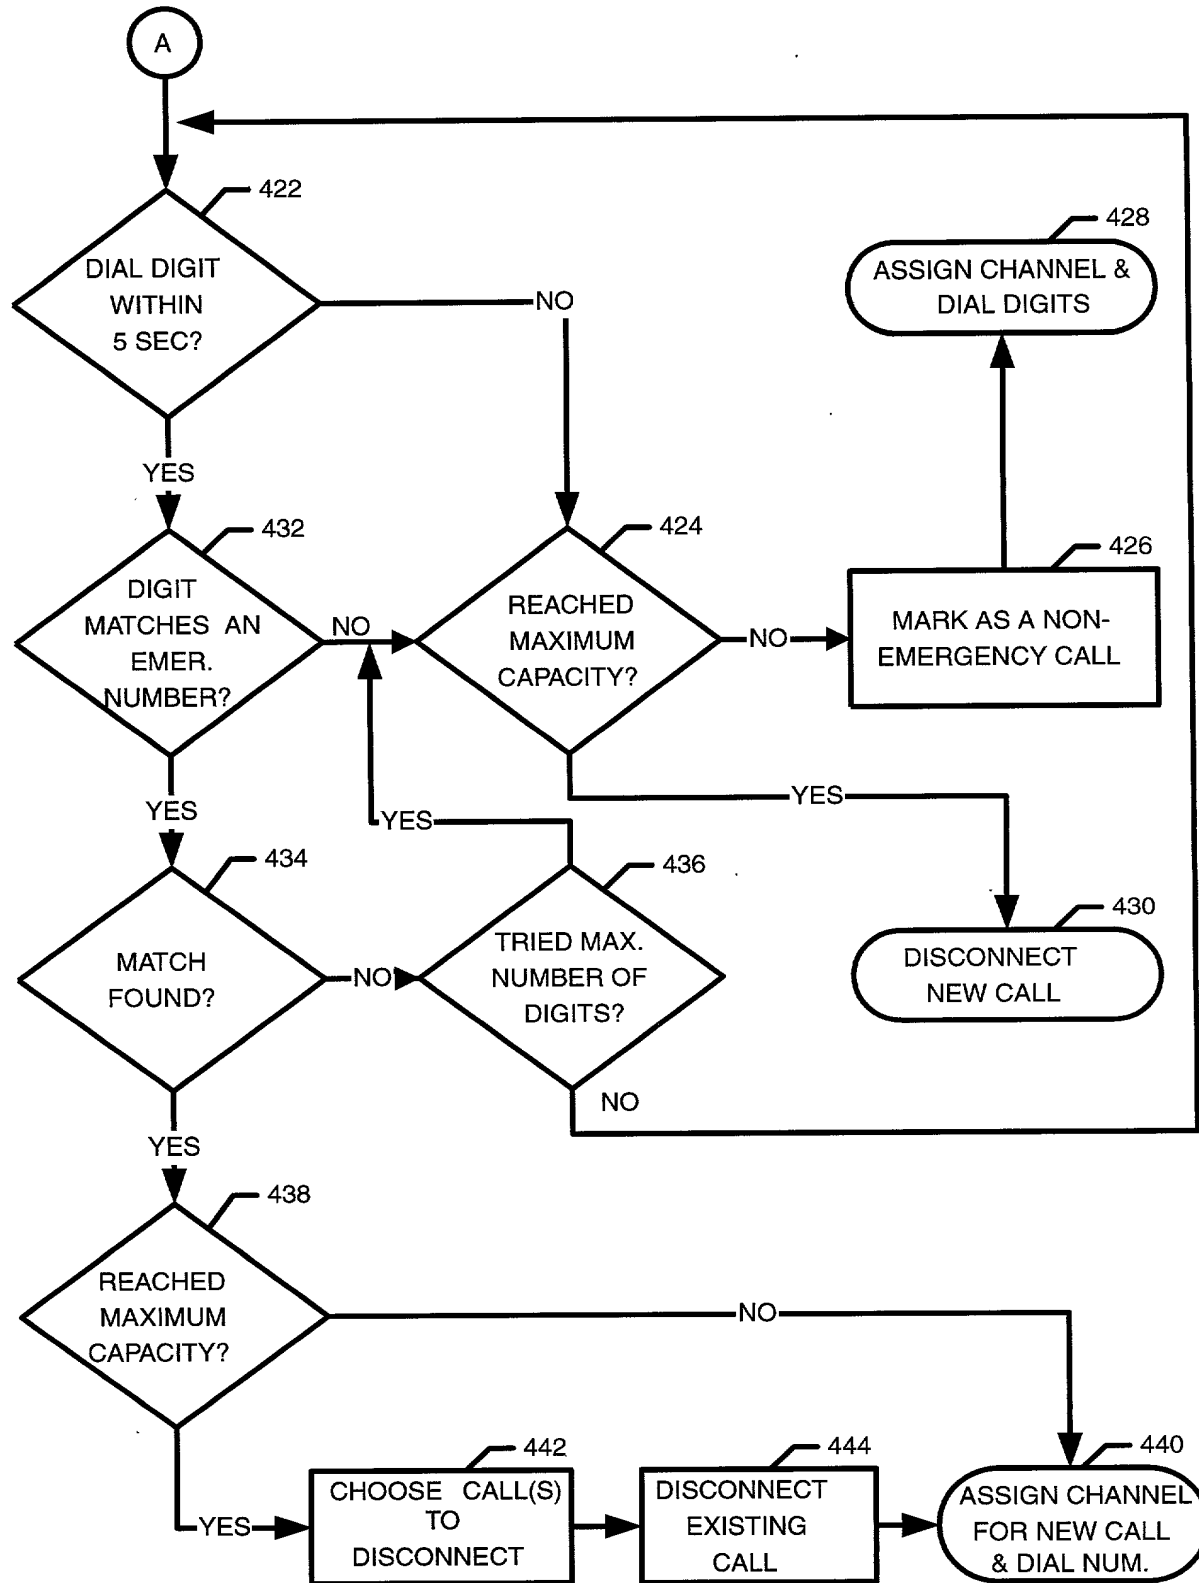 A
422
DIAL DIGIT
WITHIN
5 SEC?
NO
428
ASSIGN CHANNEL &
DIAL DIGITS
YES
432
DIGIT
MATCHES AN
EMER.
NUMBER?
NO
424
REACHED
MAXIMUM
CAPACITY?
NO
426
MARK AS A NON-
EMERGENCY CALL
YES
YES
434
MATCH
FOUND?
NO
YES
436
TRIED MAX.
NUMBER OF
DIGITS?
NO
430
DISCONNECT
NEW CALL
YES
438
REACHED
MAXIMUM
CAPACITY?
NO
YES
442
CHOOSE CALL(S)
TO
DISCONNECT
444
DISCONNECT
EXISTING
CALL
440
ASSIGN CHANNEL
FOR NEW CALL
& DIAL NUM.